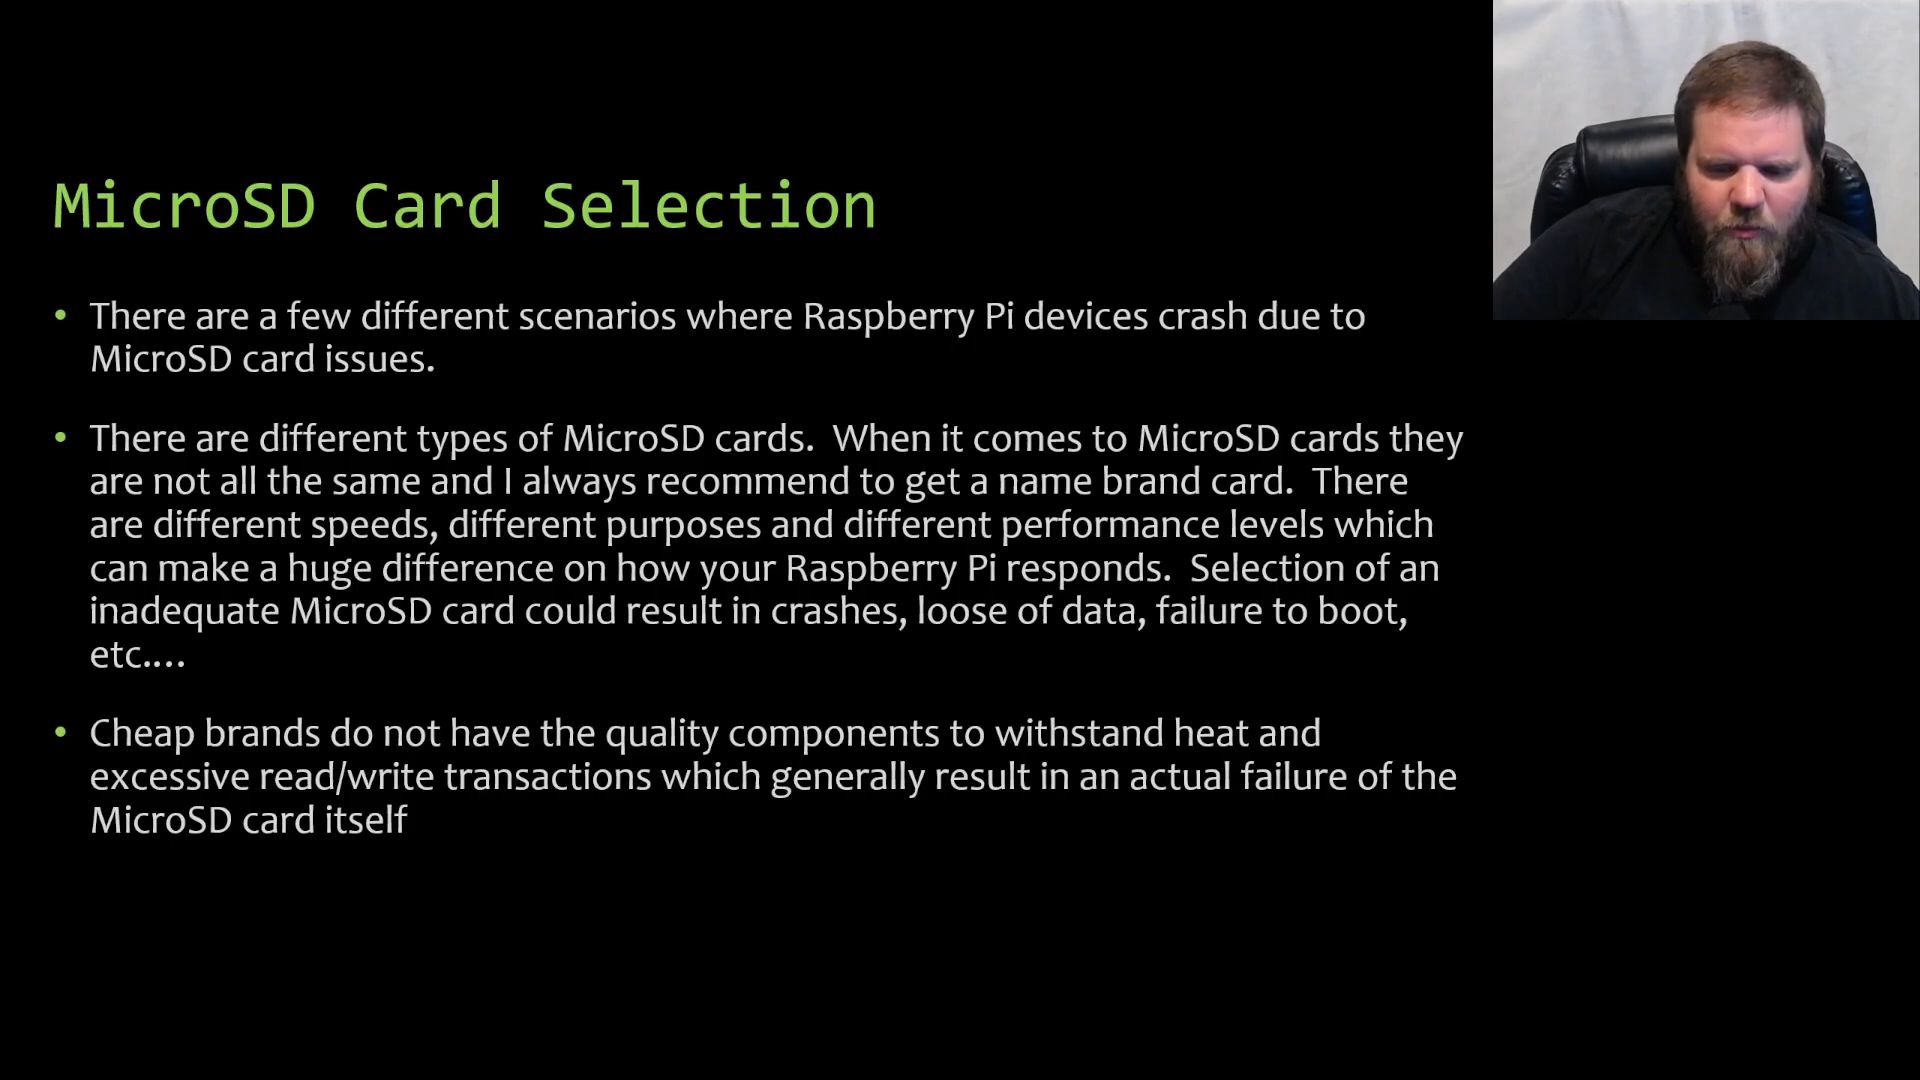 MicroSD Card Selection
• There are a few different scenarios where Raspberry Pi devices crash due to
MicroSD card issues.
• There are different types of MicroSD cards.  When it comes to MicroSD cards they
are not all the same and I always recommend to get a name brand card.  There
are different speeds, different purposes and different performance levels which
can make a huge difference on how your Raspberry Pi responds.  Selection of an
inadequate MicroSD card could result in crashes, loose of data, failure to boot,
etc.…
• Cheap brands do not have the quality components to withstand heat and
excessive read/write transactions which generally result in an actual failure of the
MicroSD card itself